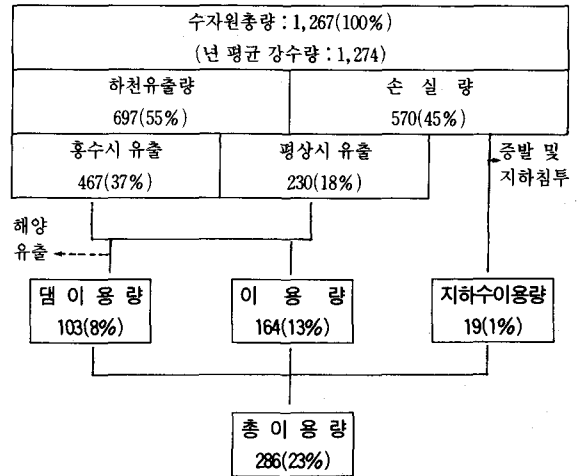 수자원총량 : 1,267(100%)
(년 평균 강수량 : 1,274)
하천유출량
697(55%)
손 실 량
570(45%)
홍수시 유출
467(37%)
평상시 유출
230(18%)
증발 및
지하침투
해양
유출
댐 이 용 량
103(8%)
이 용 량
164(13%)
지하수이용량
19(1%)
총 이 용 량
286(23%)